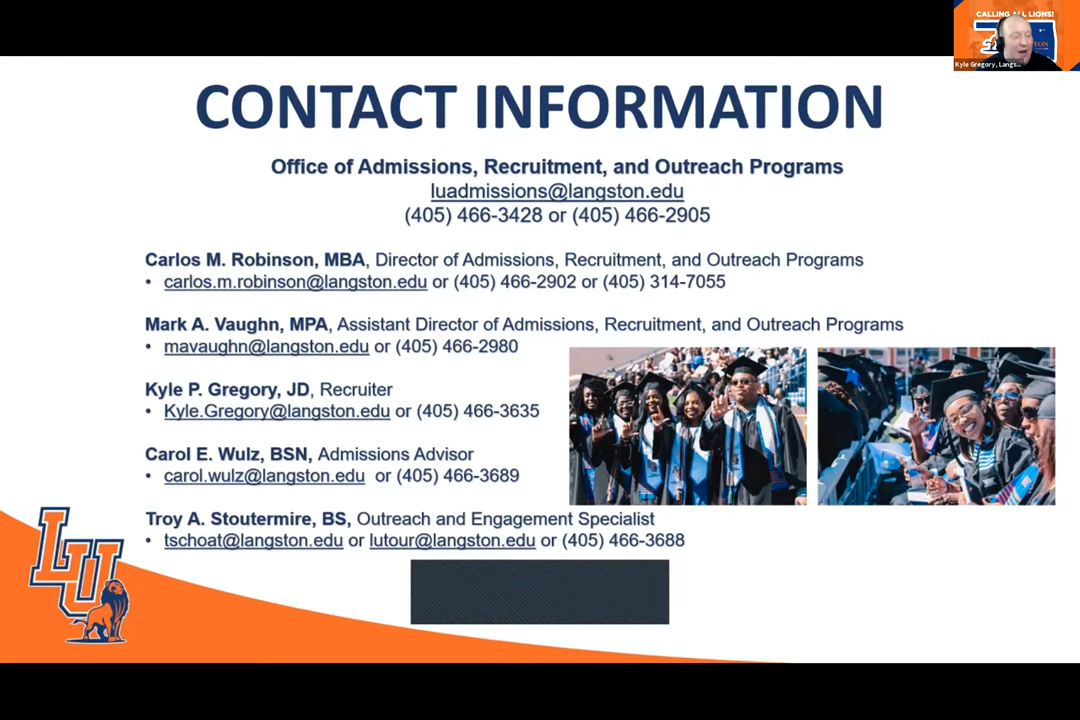 CALLING ALL LIONS!
Kyle Gregory, Langs...
CONTACT INFORMATION
Office of Admissions, Recruitment, and Outreach Programs
luadmissions@langston.edu
(405) 466-3428 or (405) 466-2905
Carlos M. Robinson, MBA, Director of Admissions, Recruitment, and Outreach Programs
• carlos.m.robinson@langston.edu or (405) 466-2902 or (405) 314-7055
Mark A. Vaughn, MPA, Assistant Director of Admissions, Recruitment, and Outreach Programs
• mavaughn@langston.edu or (405) 466-2980
Kyle P. Gregory, JD, Recruiter
• Kyle.Gregory@langston.edu or (405) 466-3635
Carol E. Wulz, BSN, Admissions Advisor
• carol.wulz@langston.edu or (405) 466-3689
Troy A. Stoutermire, BS, Outreach and Engagement Specialist
• tschoat@langston.edu or lutour@langston.edu or (405) 466-3688
LU